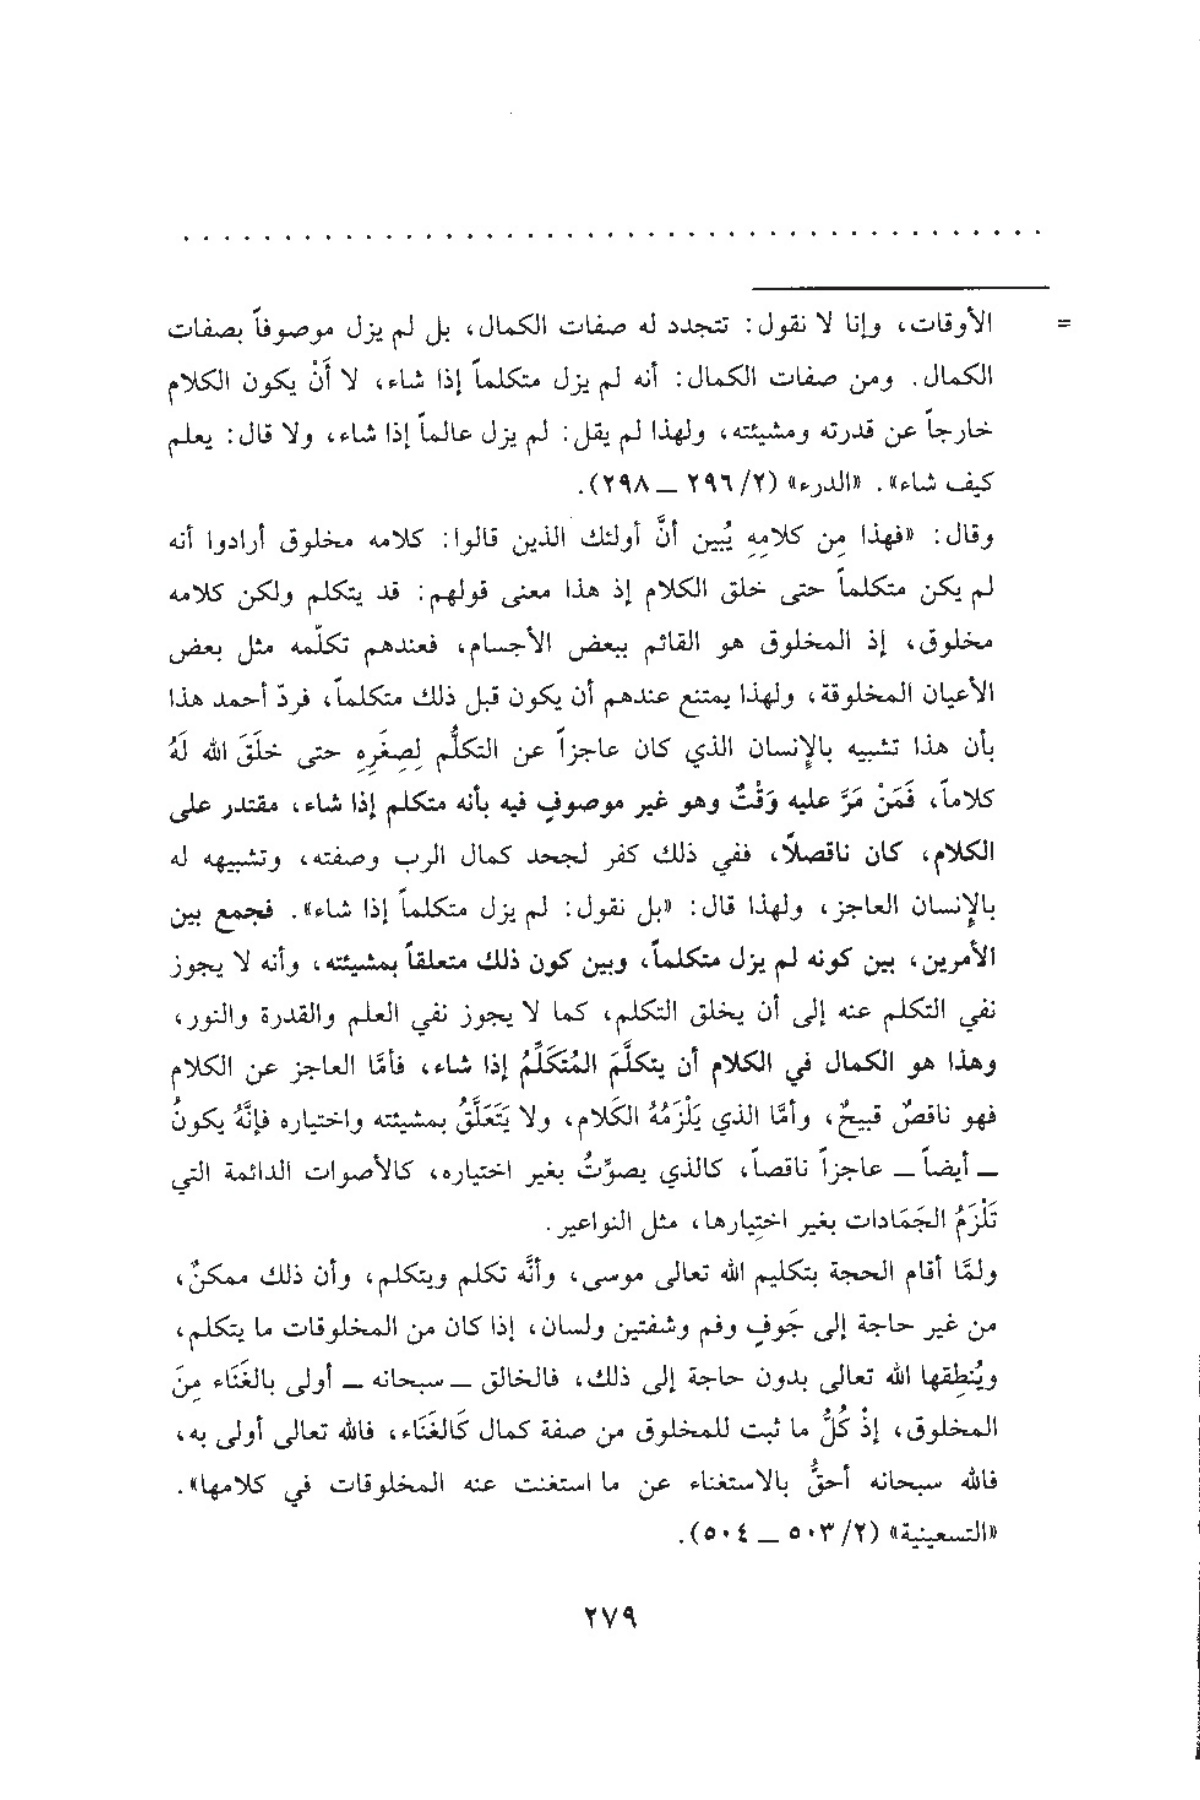 . . . . . . . . . . . . . . . . . . . . . . . . . . . . . . . . . . . . . . . . . .
= الأوقات، وإنا لا نقول: تتجدد له صفات الكمال، بل لم يزل موصوفاً بصفات
الكمال. ومن صفات الكمال: أنه لم يزل متكلماً إذا شاء، لا أَنْ يكون الكلام
خارجاً عن قدرته ومشيئته، ولهذا لم يقل: لم يزل عالماً إذا شاء، ولا قال: يعلم
كيف شاء». «الدرء» (٢/ ٢٩٦ ــ ٢٩٨).
وقال: «فهذا مِن كلامِهِ يُبين أنَّ أولئك الذين قالوا: كلامه مخلوق أرادوا أنه
لم يكن متكلماً حتى خلق الكلام إذ هذا معنى قولهم: قد يتكلم ولكن كلامه
مخلوق، إذ المخلوق هو القائم ببعض الأجسام، فعندهم تكلّمه مثل بعض
الأعيان المخلوقة، ولهذا يمتنع عندهم أن يكون قبل ذلك متكلماً، فردّ أحمد هذا
بأن هذا تشبيه بالإنسان الذي كان عاجزاً عن التكلُّم لِصِغَرِهِ حتى خلَقَ الله لَهُ
كلاماً، فَمَنْ مَرَّ عليه وَقْتٌ وهو غير موصوفٍ فيه بأنه متكلم إذا شاء، مقتدر على
الكلام، كان ناقصلًا، ففي ذلك كفر لجحد كمال الرب وصفته، وتشبيهه له
بالإنسان العاجز، ولهذا قال: «بل نقول: لم يزل متكلماً إذا شاء». فجمع بين
الأمرين، بين كونه لم يزل متكلماً، وبين كون ذلك متعلقاً بمشيئته، وأنه لا يجوز
نفي التكلم عنه إلى أن يخلق التكلم، كما لا يجوز نفي العلم والقدرة والنور،
وهذا هو الكمال في الكلام أن يتكلَّمَ المُتَكَلِّمُ إذا شاء، فأمَّا العاجز عن الكلام
فهو ناقصٌ قبيحٌ، وأمَّا الذي يَلْزَمُهُ الكَلام، ولا يَتَعَلَّقُ بمشيئته واختياره فإنَّهُ يكونُ
ــ أيضاً ــ عاجزاً ناقصاً، كالذي يصوِّتُ بغير اختياره، كالأصوات الدائمة التي
تَلْزَمُ الجَمَادات بغير اختِيارها، مثل النواعير.
ولمَّا أقام الحجة بتكليم الله تعالى موسى، وأنَّه تكلم ويتكلم، وأن ذلك ممكنٌ،
من غير حاجة إلى جَوفٍ وفم وشفتين ولسان، إذا كان من المخلوقات ما يتكلم،
ويُنطِقها الله تعالى بدون حاجة إلى ذلك، فالخالق ــ سبحانه ــ أولى بالغَنَاء مِنَ
المخلوق، إذْ كُلُّ ما ثبت للمخلوق من صفة كمال كَالغَنَاء، فالله تعالى أولى به،
فالله سبحانه أحقُّ بالاستغناء عن ما استغنت عنه المخلوقات في كلامها».
«التسعينية» (٢/ ٥٠٣ ــ ٥٠٤).
٢٧٩